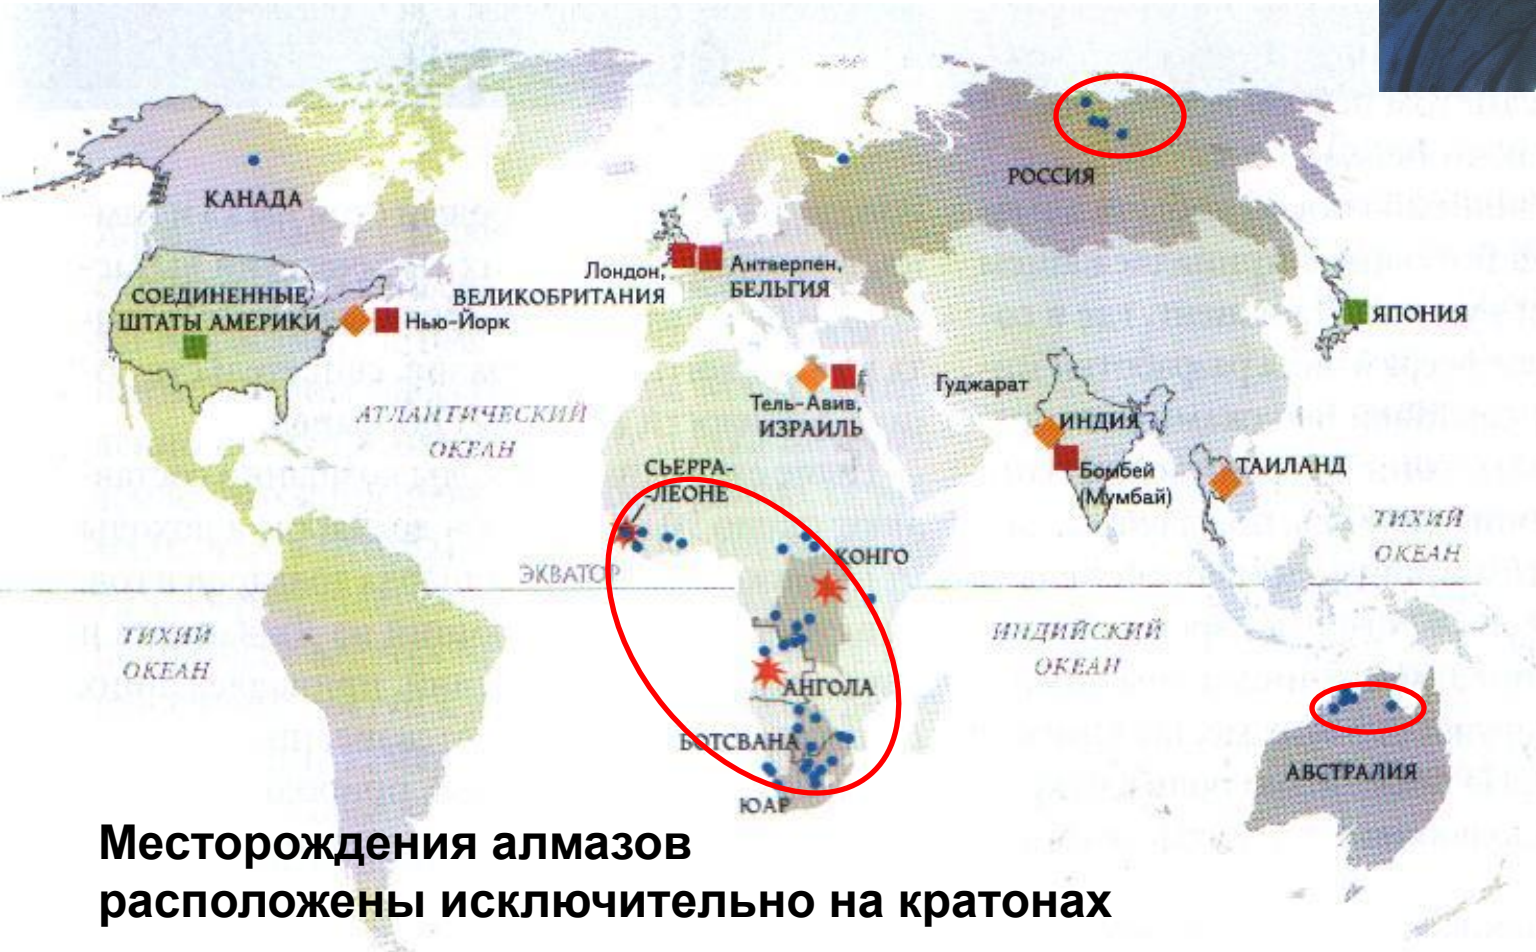 РОССИЯ
КАНАДА
Лондон,
ВЕЛИКОБРИТАНИЯ
Антверпен,
БЕЛЬГИЯ
СОЕДИНЕННЫЕ
ШТАТЫ АМЕРИКИ
Нью-Йорк
ЯПОНИЯ
Тель-Авив,
ИЗРАИЛЬ
Гуджарат
ИНДИЯ
Бомбей
(Мумбай)
ТАИЛАНД
АТЛАНТИЧЕСКИЙ
ОКЕАН
СЬЕРРА-
-ЛЕОНЕ
ТИХИЙ
ОКЕАН
КОНГО
ЭКВАТОР
ТИХИЙ
ОКЕАН
ИНДИЙСКИЙ
ОКЕАН
АНГОЛА
БОТСВАНА
ЮАР
АВСТРАЛИЯ
Месторождения алмазов
расположены исключительно на кратонах